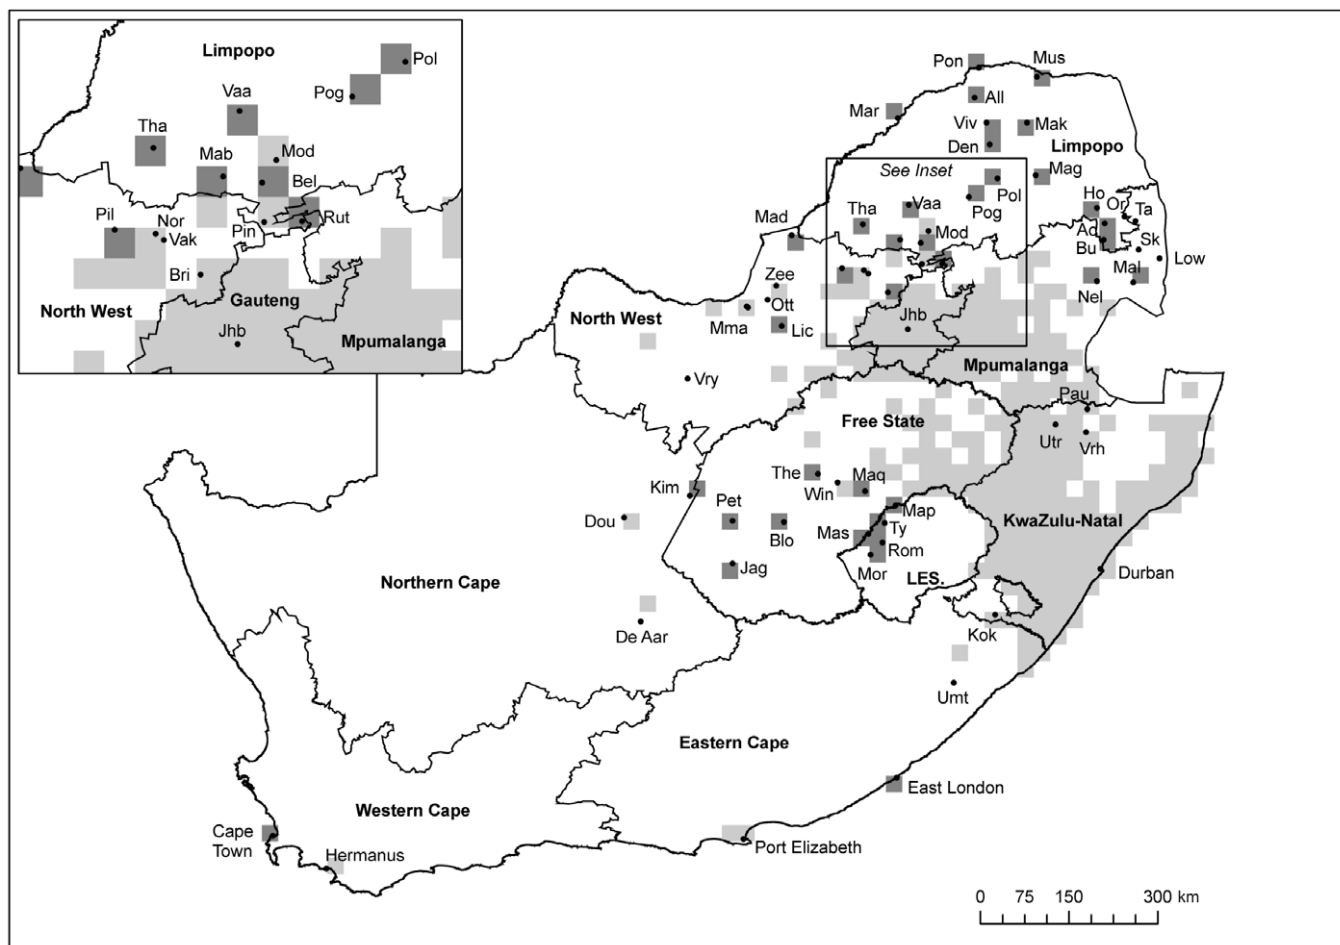 Limpopo
Pol
Pog
Vaa
Tha
Mod
Mab
Bel
Pil
Nor
Vak
Pin
Rut
Bri
Gauteng
North West
Jhb
Mpumalanga
Pon
Mus
All
Mar
Viv
Mak
Den
Limpopo
See Inset
Mag
Pol
Pog
Vaa
Tha
Mod
Mad
Ho
Or
Ta
Ad
Bu
Sk
Low
Mal
Nel
Zee
Ott
North West
Mma
Lic
Jhb
Mpumalanga
Vry
Pau
Free State
Utr
Vrh
The
Win
Maq
Kim
Pet
Map
KwaZulu-Natal
Dou
Blo
Mas
Ty
Rom
Jag
Mor
LES.
Durban
Northern Cape
De Aar
Kok
Umt
Eastern Cape
East London
Western Cape
Cape
Town
Hermanus
Port Elizabeth
0 75 150 300 km